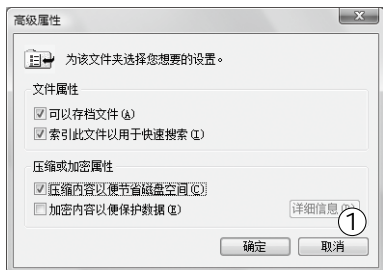 高级属性
为该文件夹选择您想要的设置。
文件属性
可以存档文件(A)
索引此文件以用于快速搜索(I)
压缩或加密属性
压缩内容以便节省磁盘空间(C)
加密内容以便保护数据(E)
详细信息
1
确定
取消